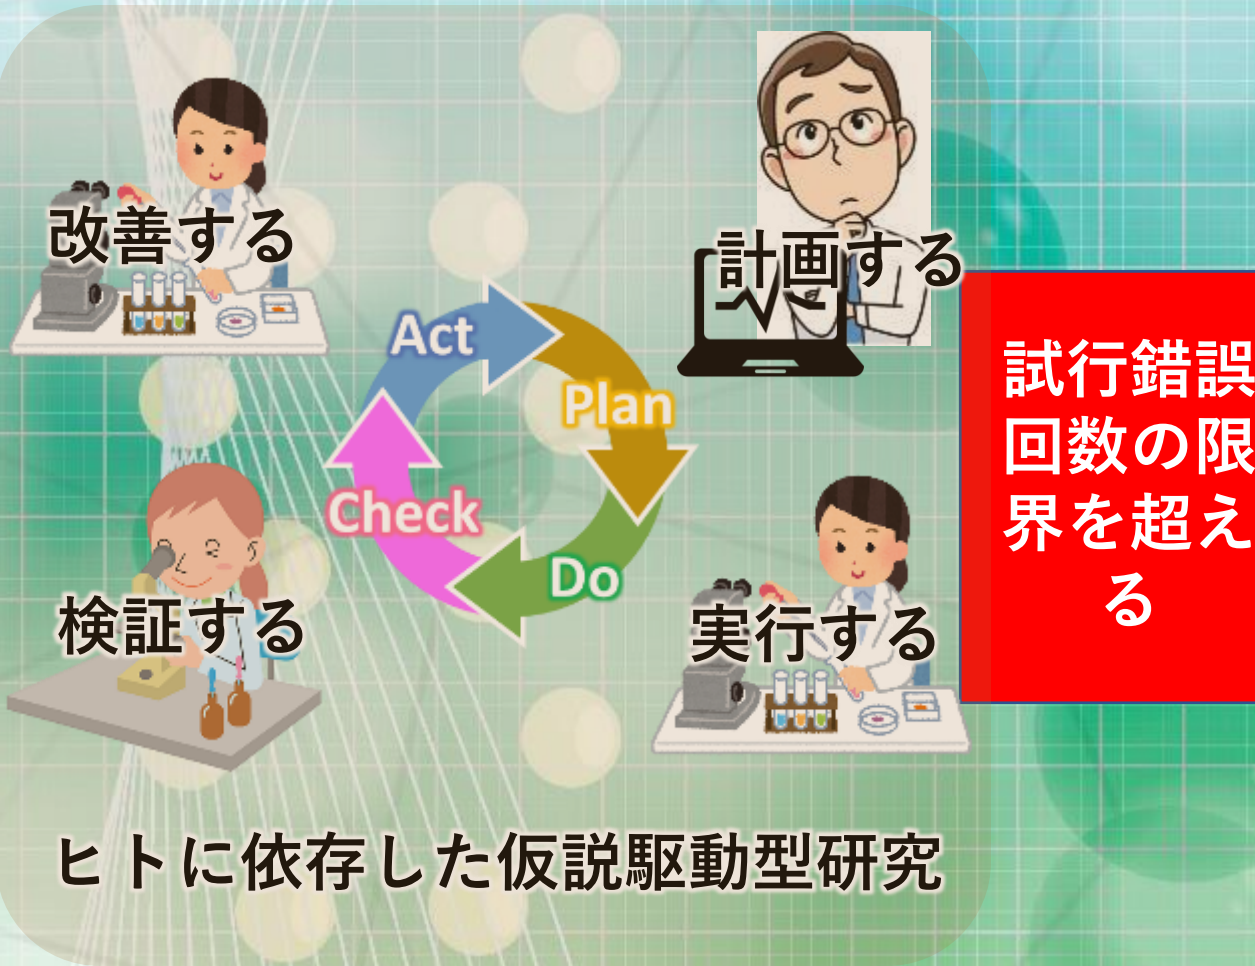 改善する
計画する
Act
Plan
Check
Do
検証する
実行する
試行錯誤
回数の限
界を超え
る
ヒトに依存した仮説駆動型研究